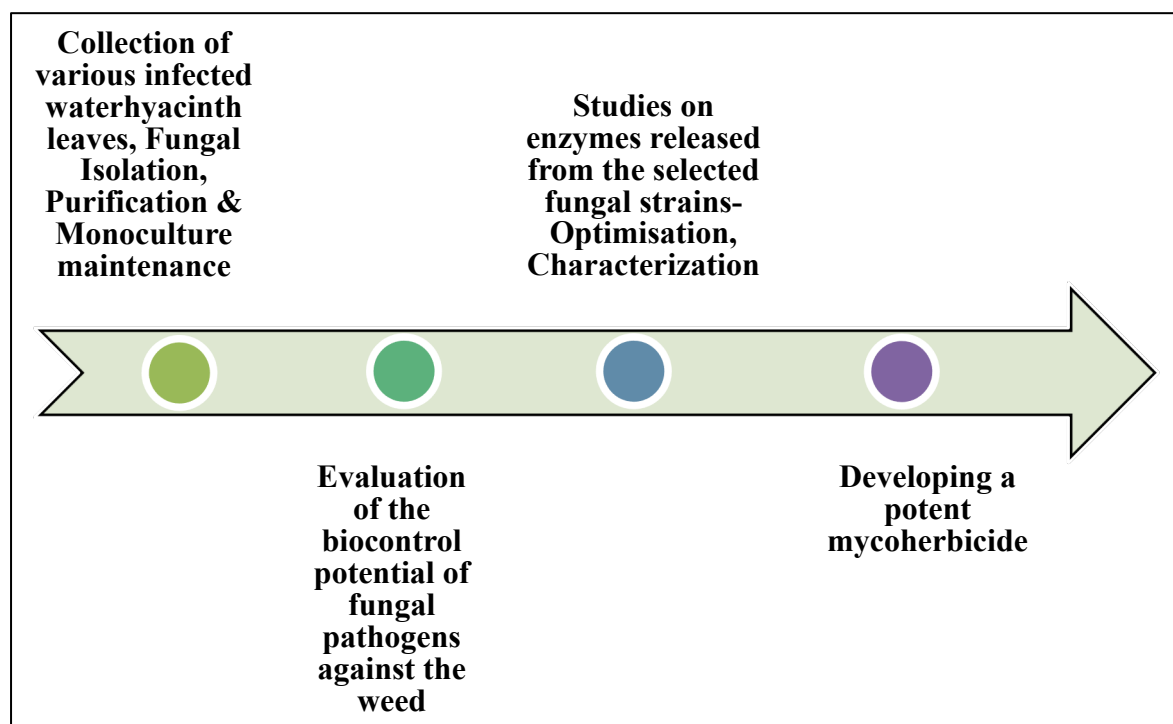 Collection of
various infected
waterhyacinth
leaves, Fungal
Isolation,
Purification &
Monoculture
maintenance
Evaluation
of the
biocontrol
potential of
fungal
pathogens
against the
weed
Studies on
enzymes released
from the selected
fungal strains-
Optimisation,
Characterization
Developing a
potent
mycoherbicide